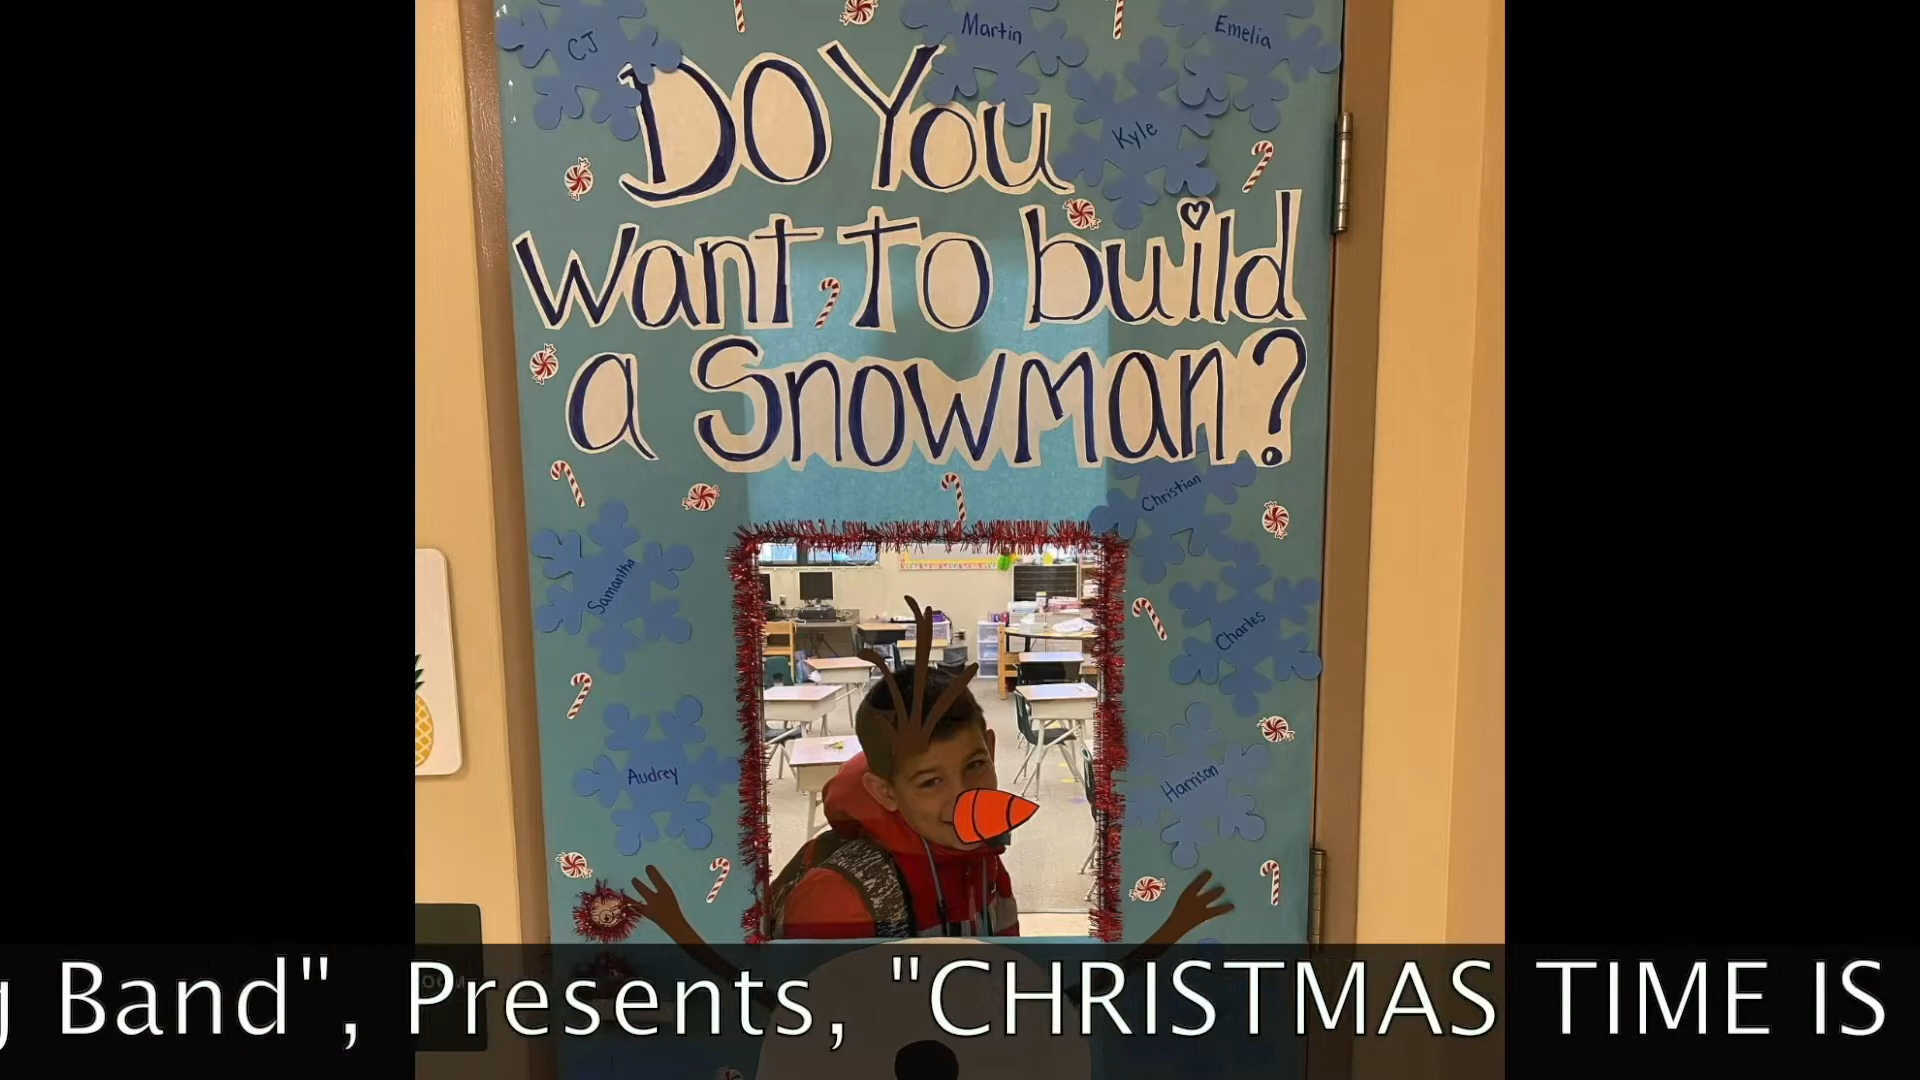 CJ
Martin
Emelia
Kyle
Do You
want to build
a Snowman?
Christian
Samantha
Charles
Audrey
Harrison
g Band", Presents, "CHRISTMAS TIME IS